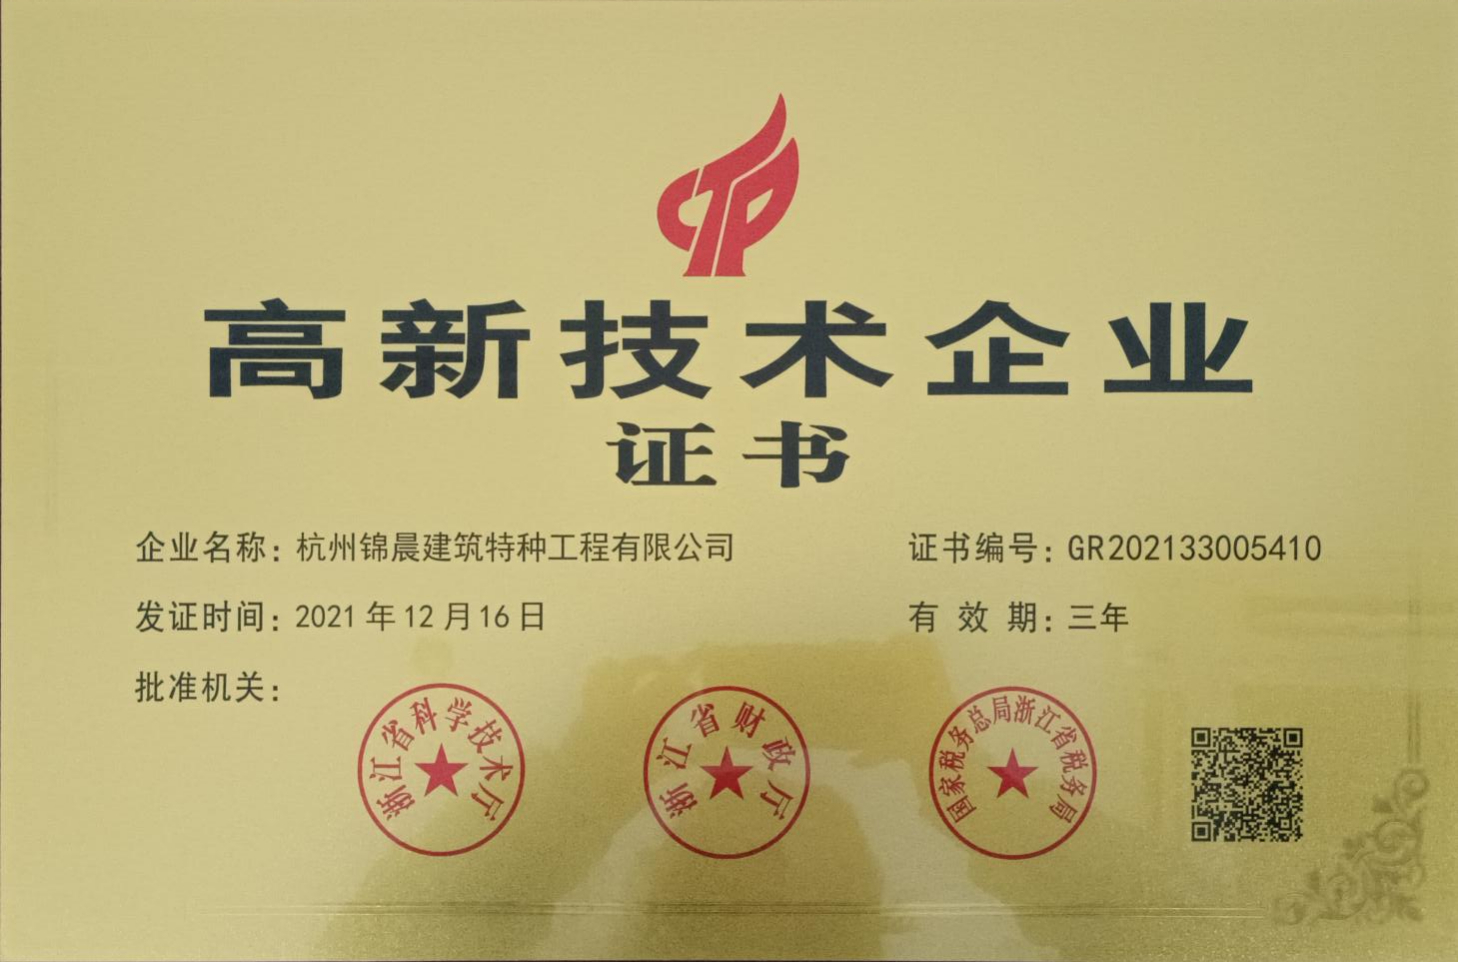 CTP
高新技术企业
证书
企业名称：杭州锦晨建筑特种工程有限公司
证书编号：GR202133005410
发证时间：2021年12月16日
有效期：三年
批准机关：
浙江省科学技术厅
浙江省财政厅
国家税务总局浙江省税务局